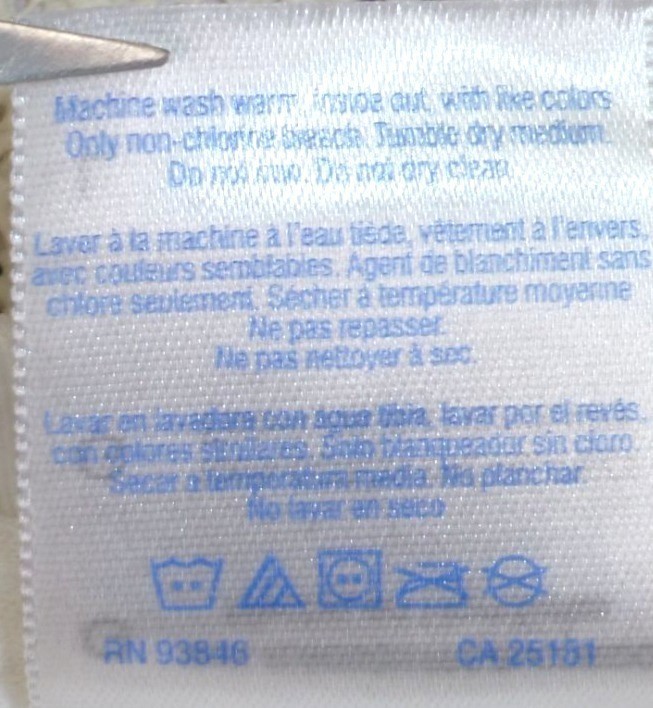 Machine wash warm, inside out, with like colors
Only non-chlorine bleach. Tumble dry medium.
Do not iron. Do not dry clean
Laver à la machine à l'eau tiède, vêtement à l'envers,
avec couleurs semblables. Agent de blanchiment sans
chlore seulement. Sécher à température moyenne
Ne pas repasser.
Ne pas nettoyer à sec.
Lavar en lavadora con agua tibia, lavar por el revés.
con colores similares. Solo blanqueador sin cloro.
Secar a temperatura media. No planchar
No lavar en seco
RN 93846
CA 25181